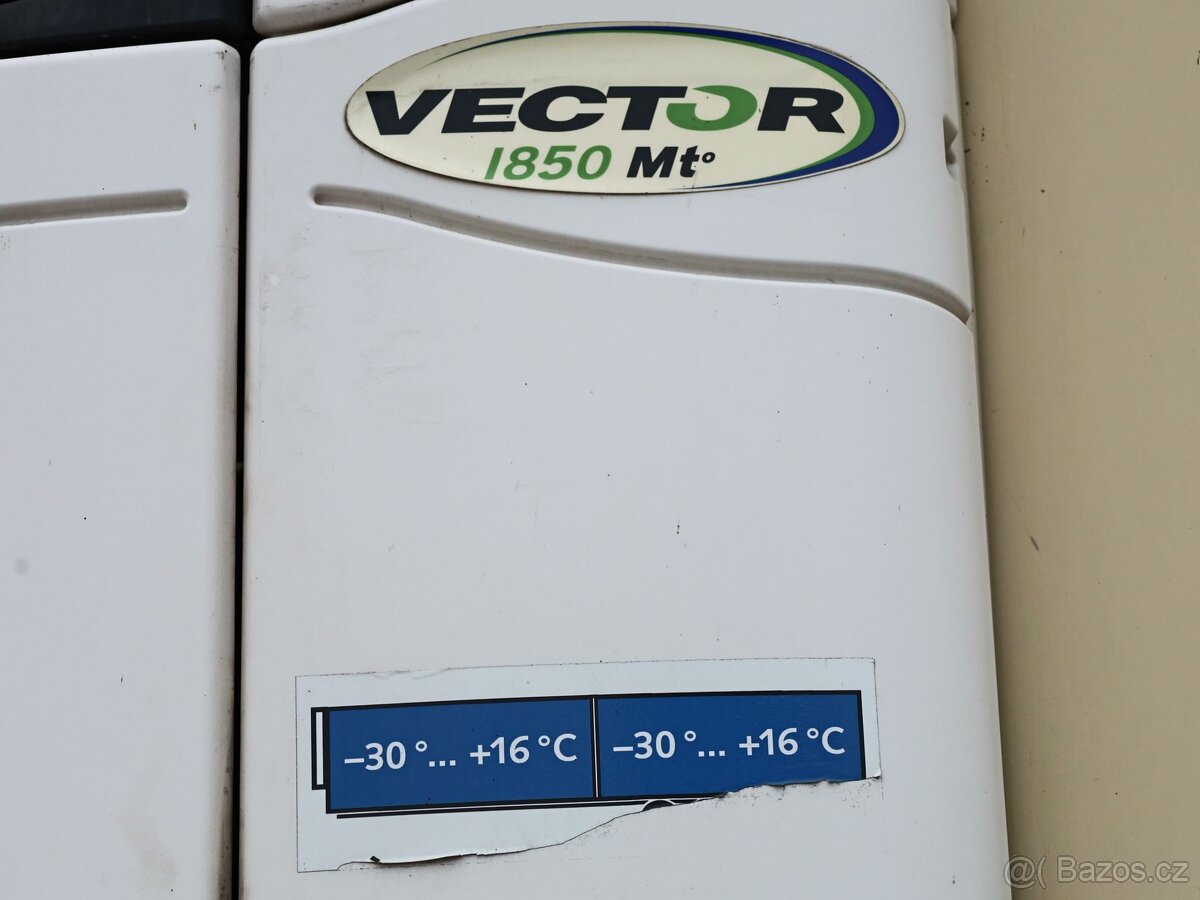 VECTOR
1850 Mt°
–30 °... +16 °C –30 °... +16 °C
@( Bazos.cz